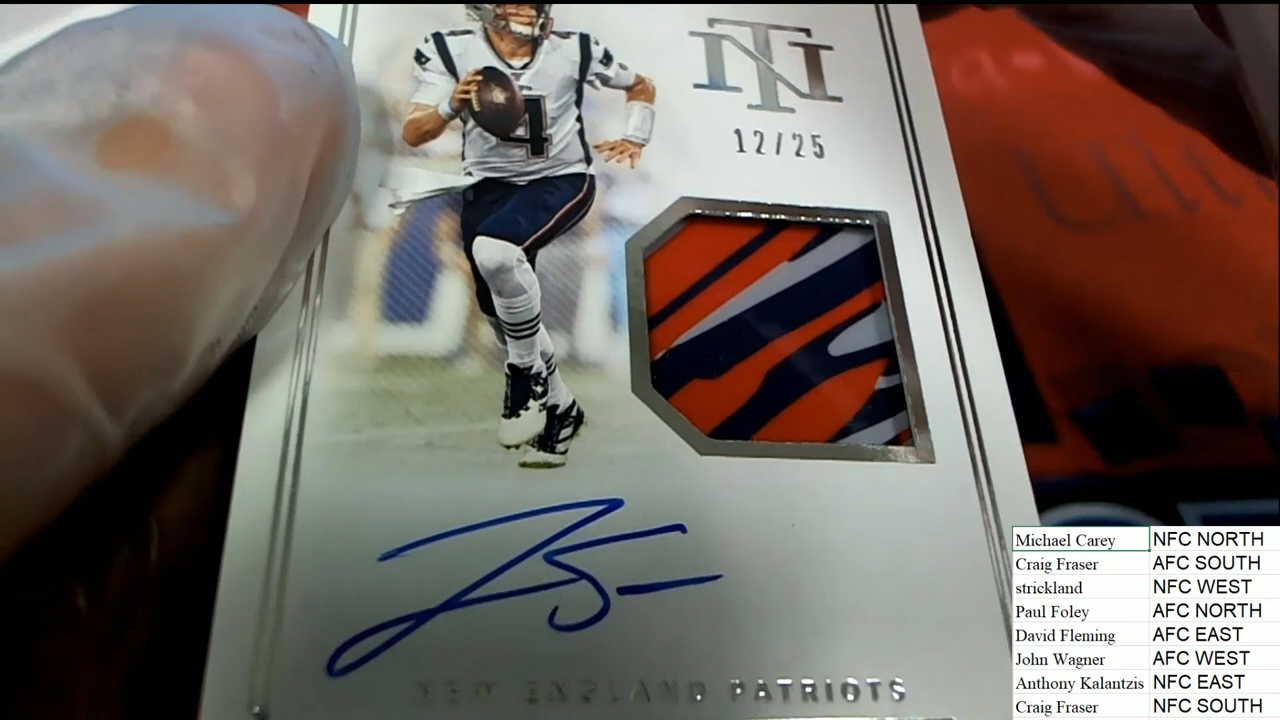 NT
12/25
4
NEW ENGLAND PATRIOTS
Michael Carey NFC NORTH
Craig Fraser AFC SOUTH
strickland NFC WEST
Paul Foley AFC NORTH
David Fleming AFC EAST
John Wagner AFC WEST
Anthony Kalantzis NFC EAST
Craig Fraser NFC SOUTH